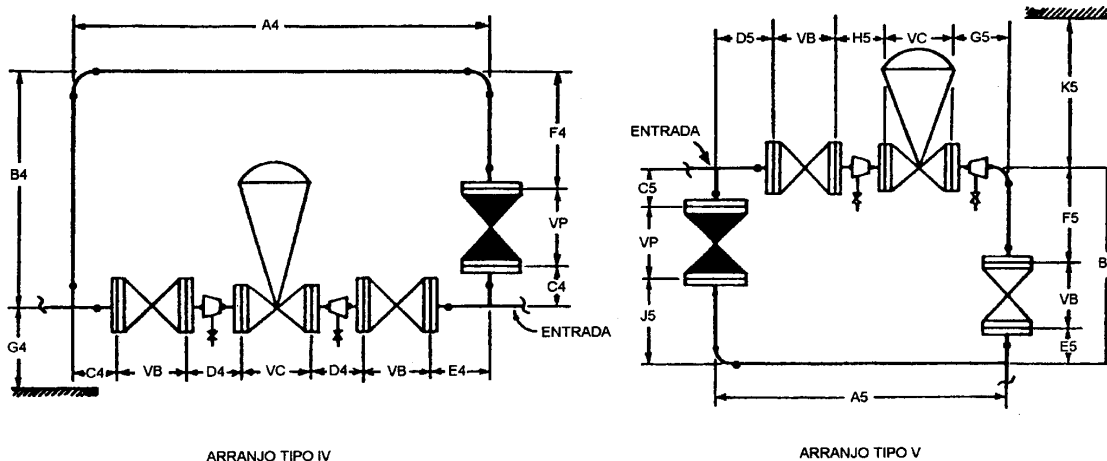 A4
B4
F4
VP
C4
ENTRADA
G4
C4 VB D4 VC D4 VB E4
ARRANJO TIPO IV
D5 VB H5 VC G5
K5
ENTRADA
C5
VP
J5
F5
B
VB
E5
A5
ARRANJO TIPO V